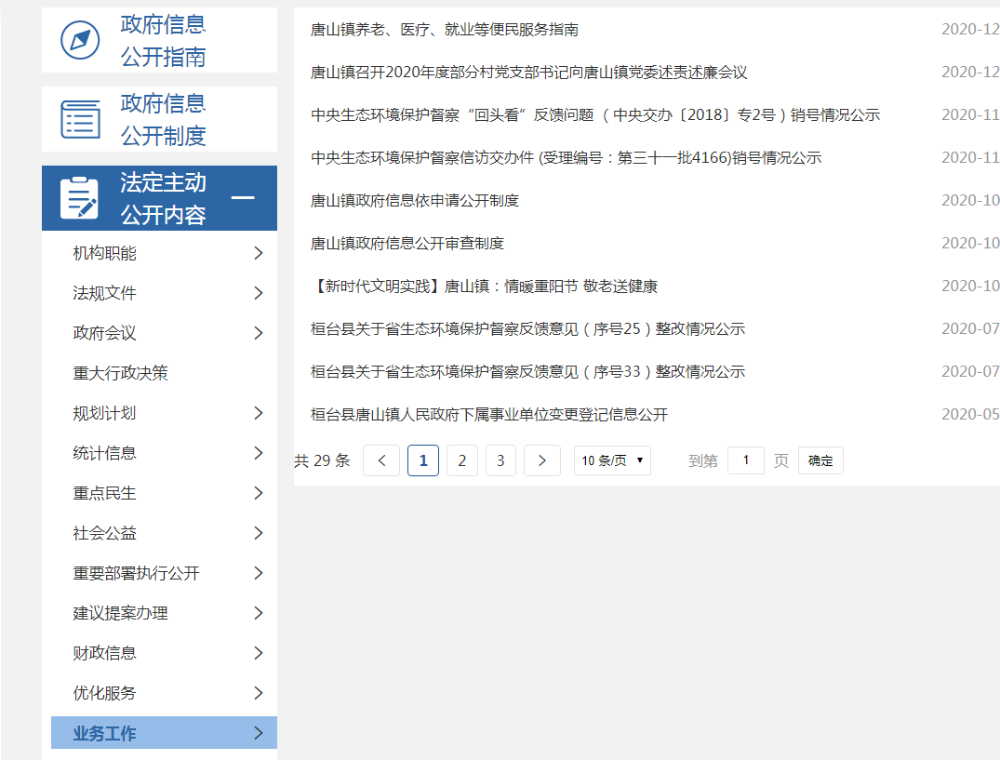 政府信息
公开指南
政府信息
公开制度
法定主动
公开内容
机构职能
法规文件
政府会议
重大行政决策
规划计划
统计信息
重点民生
社会公益
重要部署执行公开
建议提案办理
财政信息
优化服务
业务工作
唐山镇养老、医疗、就业等便民服务指南 2020-12
唐山镇召开2020年度部分村党支部书记向唐山镇党委述责述廉会议 2020-12
中央生态环境保护督察“回头看”反馈问题 （中央交办〔2018〕专2号）销号情况公示 2020-11
中央生态环境保护督察信访交办件 (受理编号：第三十一批4166)销号情况公示 2020-11
唐山镇政府信息依申请公开制度 2020-10
唐山镇政府信息公开审查制度 2020-10
【新时代文明实践】唐山镇：情暖重阳节 敬老送健康 2020-10
桓台县关于省生态环境保护督察反馈意见（序号25）整改情况公示 2020-07
桓台县关于省生态环境保护督察反馈意见（序号33）整改情况公示 2020-07
桓台县唐山镇人民政府下属事业单位变更登记信息公开 2020-05
共 29 条 < 1 2 3 > 10 条/页 ▼ 到第 1 页 确定